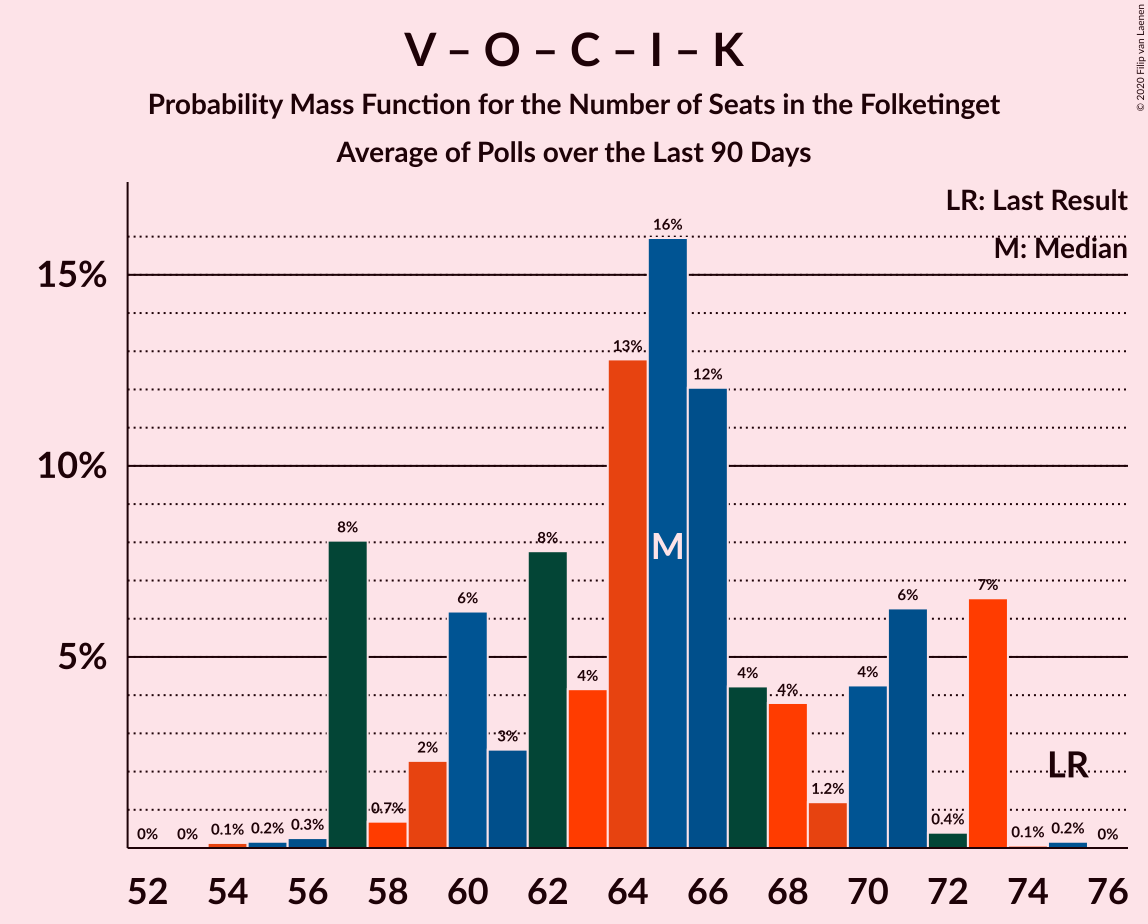 V – O – C – I – K
Probability Mass Function for the Number of Seats in the Folketinget
Average of Polls over the Last 90 Days
© 2020 Filip van Laenen
LR: Last Result
M: Median
15%
10%
5%
0% 0% 0.1% 0.2% 0.3% 8% 0.7% 2% 6% 3% 8% 4% 13% 16% 12% 4% 4% 1.2% 4% 6% 0.4% 7% 0.1% 0.2% 0%
M
LR
52 54 56 58 60 62 64 66 68 70 72 74 76